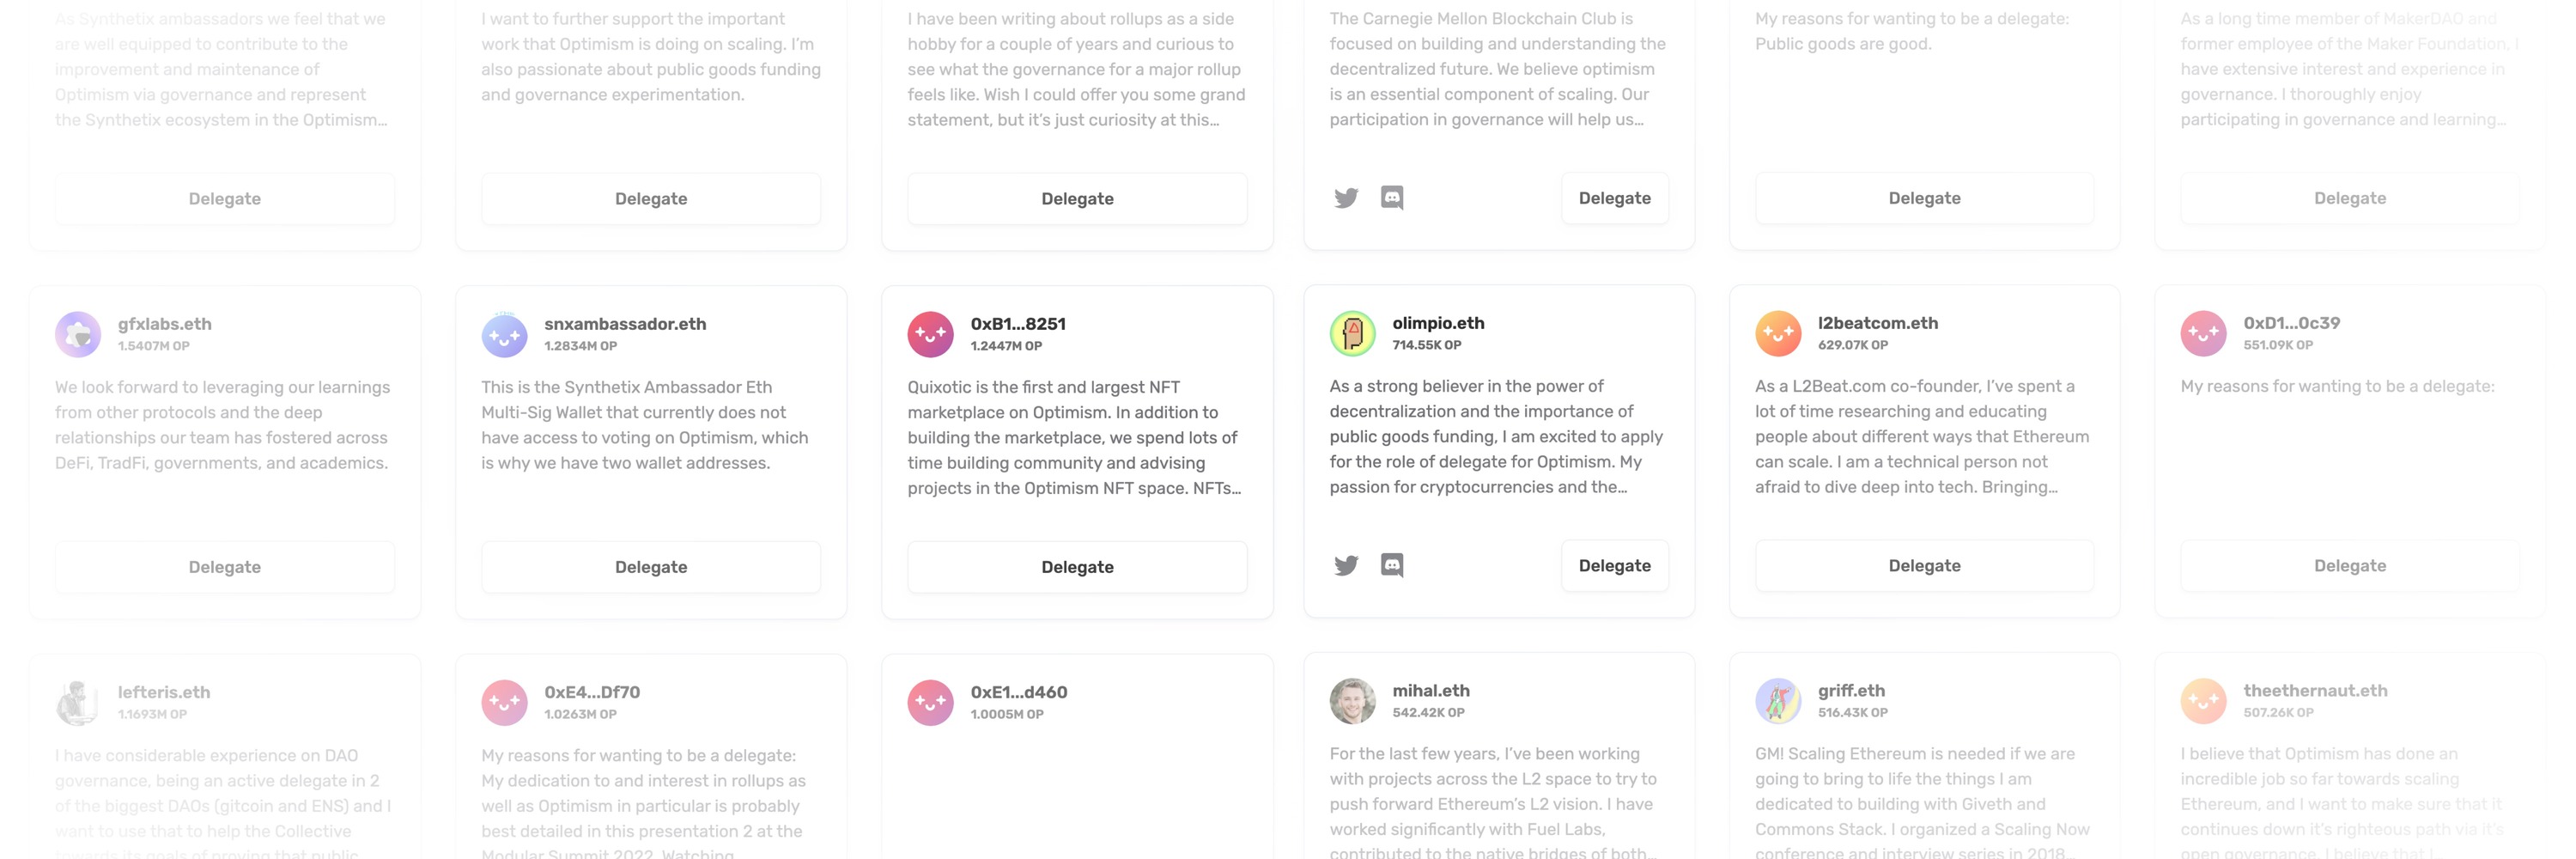 As Synthetix ambassadors we feel that we
are well equipped to contribute to the
improvement and maintenance of
Optimism via governance and represent
the Synthetix ecosystem in the Optimism...
Delegate
I want to further support the important
work that Optimism is doing on scaling. I'm
also passionate about public goods funding
and governance experimentation.
Delegate
I have been writing about rollups as a side
hobby for a couple of years and curious to
see what the governance for a major rollup
feels like. Wish I could offer you some grand
statement, but it's just curiosity at this...
Delegate
The Carnegie Mellon Blockchain Club is
focused on building and understanding the
decentralized future. We believe optimism
is an essential component of scaling. Our
participation in governance will help us...
Delegate
My reasons for wanting to be a delegate:
Public goods are good.
Delegate
As a long time member of MakerDAO and
former employee of the Maker Foundation, I
have extensive interest and experience in
governance. I thoroughly enjoy
participating in governance and learning...
Delegate
gfxlabs.eth
1.5407M OP
We look forward to leveraging our learnings
from other protocols and the deep
relationships our team has fostered across
DeFi, TradFi, governments, and academics.
Delegate
snxambassador.eth
1.2834M OP
This is the Synthetix Ambassador Eth
Multi-Sig Wallet that currently does not
have access to voting on Optimism, which
is why we have two wallet addresses.
Delegate
0xB1...8251
1.2447M OP
Quixotic is the first and largest NFT
marketplace on Optimism. In addition to
building the marketplace, we spend lots of
time building community and advising
projects in the Optimism NFT space. NFTs...
Delegate
olimpio.eth
714.55K OP
As a strong believer in the power of
decentralization and the importance of
public goods funding, I am excited to apply
for the role of delegate for Optimism. My
passion for cryptocurrencies and the...
Delegate
l2beatcom.eth
629.07K OP
As a L2Beat.com co-founder, I've spent a
lot of time researching and educating
people about different ways that Ethereum
can scale. I am a technical person not
afraid to dive deep into tech. Bringing...
Delegate
0xD1...0c39
551.09K OP
My reasons for wanting to be a delegate:
Delegate
lefteris.eth
1.1693M OP
I have considerable experience on DAO
governance, being an active delegate in 2
of the biggest DAOs (gitcoin and ENS) and I
want to use that to help the Collective
towards its goals of proving that public
0xE4...Df70
1.0263M OP
My reasons for wanting to be a delegate:
My dedication to and interest in rollups as
well as Optimism in particular is probably
best detailed in this presentation 2 at the
Modular Summit 2022. Watching
0xE1...d460
1.0005M OP
mihal.eth
542.42K OP
For the last few years, I've been working
with projects across the L2 space to try to
push forward Ethereum's L2 vision. I have
worked significantly with Fuel Labs,
contributed to the native bridges of both...
griff.eth
516.43K OP
GM! Scaling Ethereum is needed if we are
going to bring to life the things I am
dedicated to building with Giveth and
Commons Stack. I organized a Scaling Now
conference and interview series in 2018...
theethernaut.eth
507.26K OP
I believe that Optimism has done an
incredible job so far towards scaling
Ethereum, and I want to make sure that it
continues down it's righteous path via it's
open governance. I believe that I...